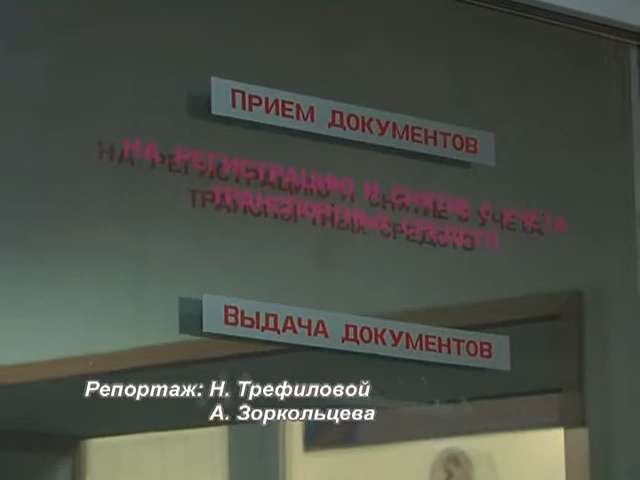 ПРИЕМ ДОКУМЕНТОВ
НА РЕГИСТРАЦИЮ И СНЯТИЕ С УЧЕТА
ТРАНСПОРТНЫХ СРЕДСТВ
ВЫДАЧА ДОКУМЕНТОВ
Репортаж: Н. Трефиловой
А. Зоркольцева